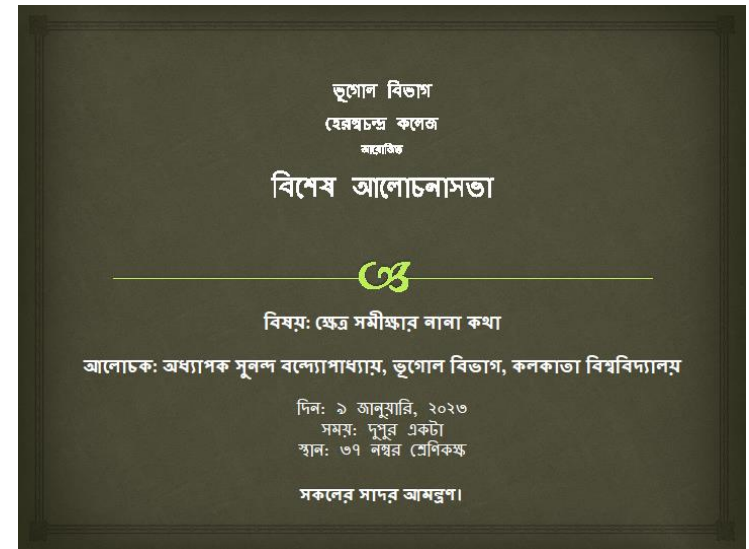 ভূগোল বিভাগ
হেরম্বচন্দ্র কলেজ
আয়োজিত
বিশেষ আলোচনাসভা
বিষয়: ক্ষেত্র সমীক্ষার নানা কথা
আলোচক: অধ্যাপক সুনন্দ বন্দ্যোপাধ্যায়, ভূগোল বিভাগ, কলকাতা বিশ্ববিদ্যালয়
দিন: ৯ জানুয়ারি, ২০২৩
সময়: দুপুর একটা
স্থান: ৩৭ নম্বর শ্রেণিকক্ষ
সকলের সাদর আমন্ত্রণ।